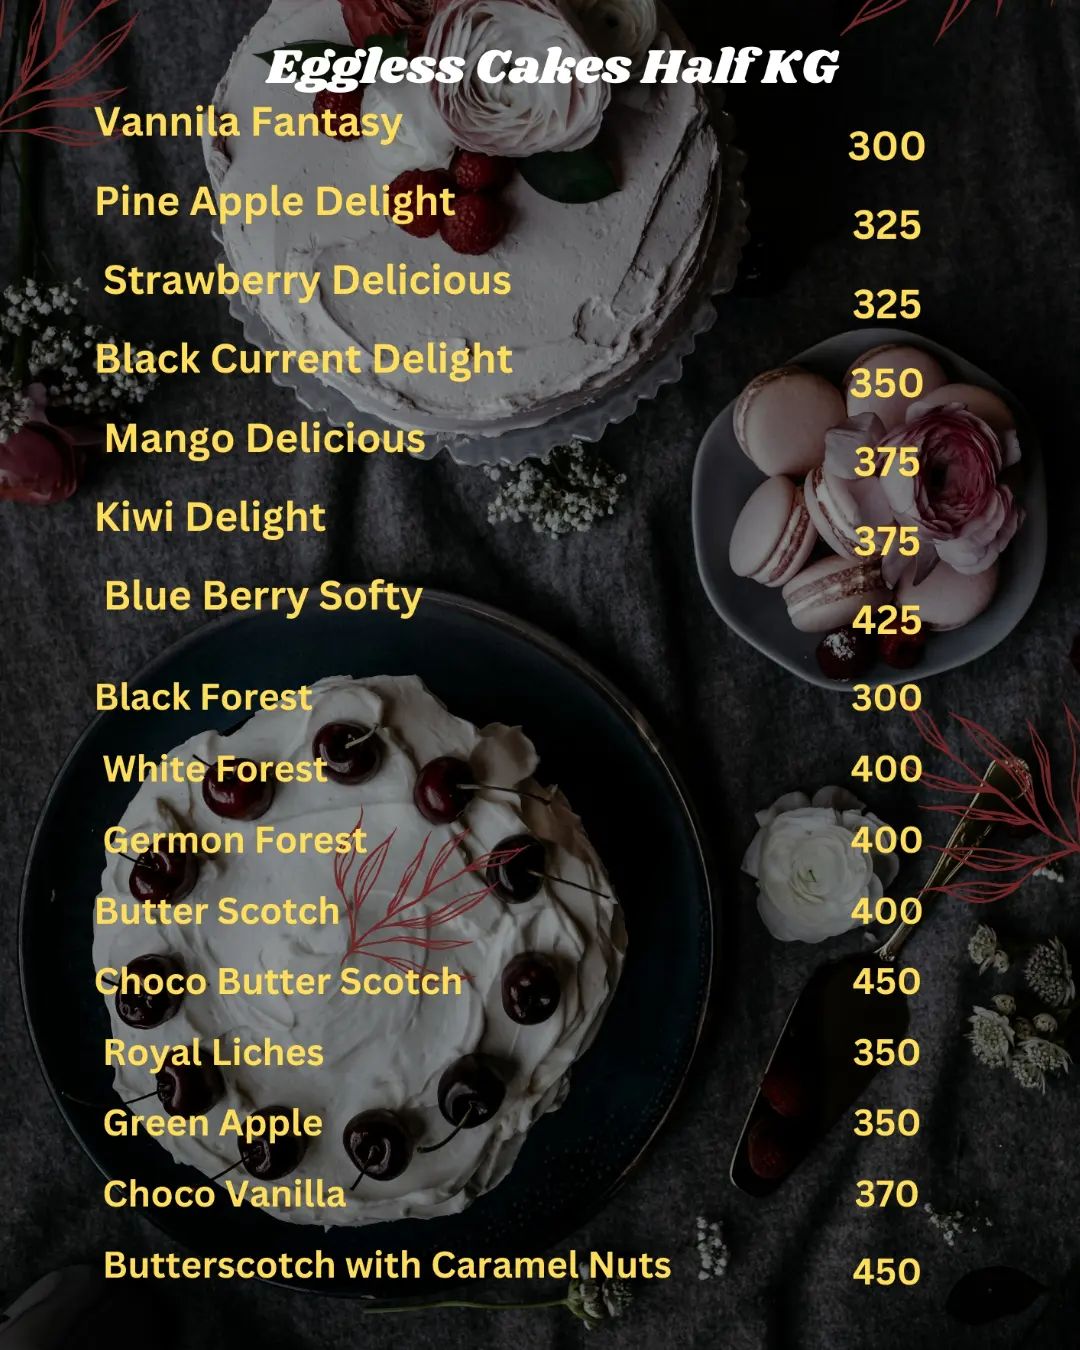 Eggless Cakes Half KG
Vannila Fantasy 300
Pine Apple Delight 325
Strawberry Delicious 325
Black Current Delight 350
Mango Delicious 375
Kiwi Delight 375
Blue Berry Softy 425
Black Forest 300
White Forest 400
Germon Forest 400
Butter Scotch 400
Choco Butter Scotch 450
Royal Liches 350
Green Apple 350
Choco Vanilla 370
Butterscotch with Caramel Nuts 450